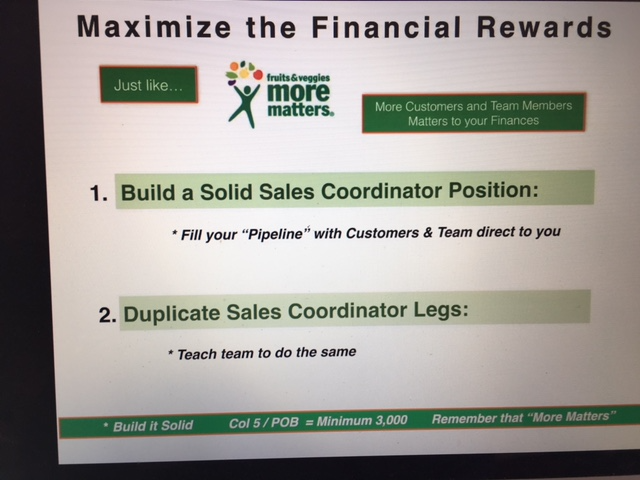 Maximize the Financial Rewards
Just like...
fruits&veggies
more
matters.
More Customers and Team Members
Matters to your Finances
1. Build a Solid Sales Coordinator Position:
* Fill your “Pipeline” with Customers & Team direct to you
2. Duplicate Sales Coordinator Legs:
* Teach team to do the same
* Build it Solid Col 5 / POB = Minimum 3,000 Remember that “More Matters”